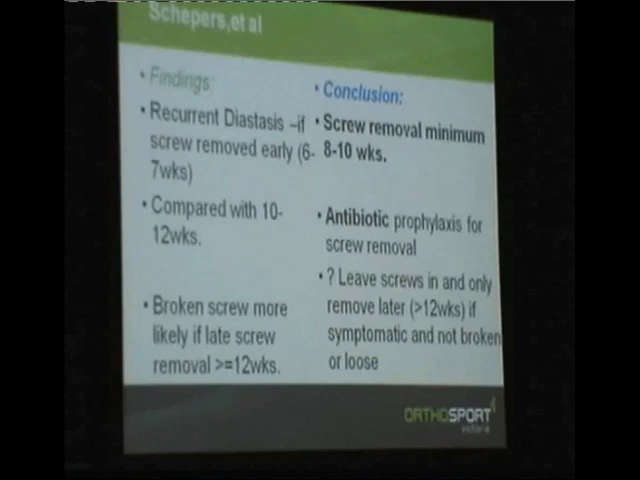 Schepers,et al
• Findings;
• Recurrent Diastasis –if
screw removed early (6-
7wks)
• Compared with 10-
12wks.
• Broken screw more
likely if late screw
removal >=12wks.
• Conclusion:
• Screw removal minimum
8-10 wks.
• Antibiotic prophylaxis for
screw removal
• ? Leave screws in and only
remove later (>12wks) if
symptomatic and not broken
or loose
ORTHOSPORT
victoria